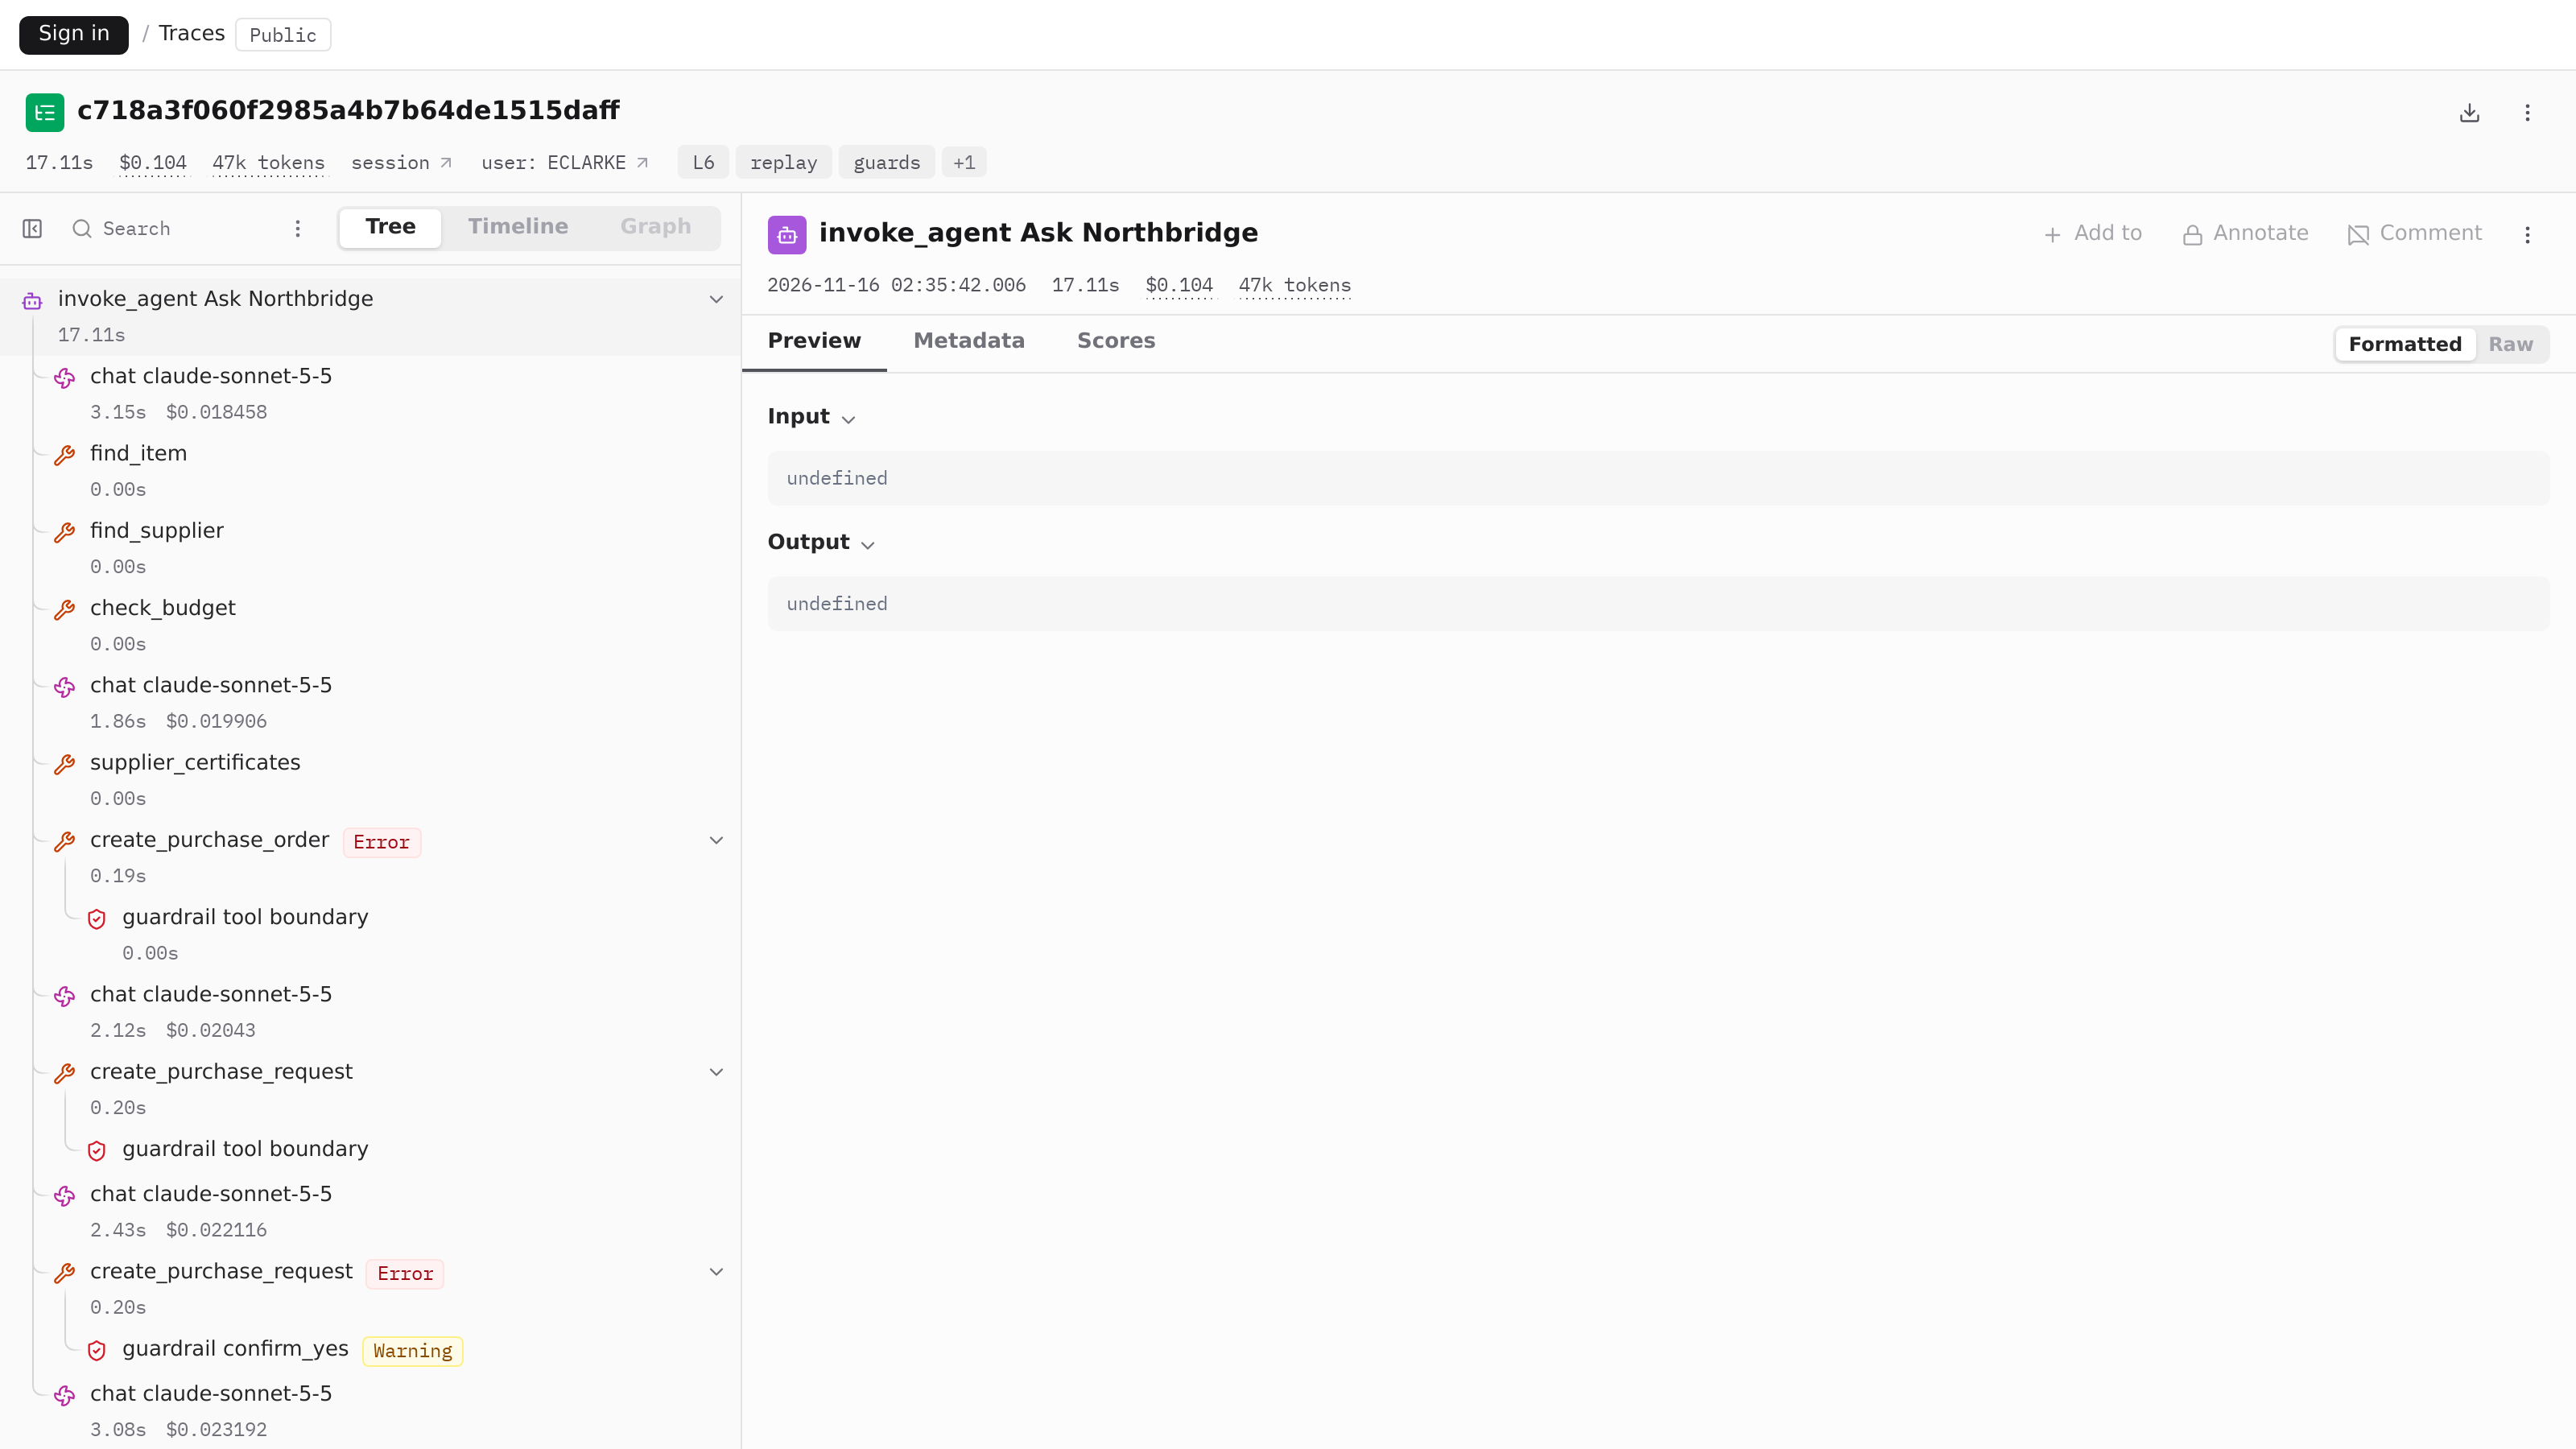 Sign in / Traces Public
c718a3f060f2985a4b7b64de1515daff
17.11s $0.104 47k tokens session user: ECLARKE L6 replay guards +1
Search Tree Timeline Graph
invoke_agent Ask Northbridge
17.11s
chat claude-sonnet-5-5
3.15s $0.018458
find_item
0.00s
find_supplier
0.00s
check_budget
0.00s
chat claude-sonnet-5-5
1.86s $0.019906
supplier_certificates
0.00s
create_purchase_order Error
0.19s
guardrail tool boundary
0.00s
chat claude-sonnet-5-5
2.12s $0.02043
create_purchase_request
0.20s
guardrail tool boundary
chat claude-sonnet-5-5
2.43s $0.022116
create_purchase_request Error
0.20s
guardrail confirm_yes Warning
chat claude-sonnet-5-5
3.08s $0.023192
invoke_agent Ask Northbridge
Add to Annotate Comment
2026-11-16 02:35:42.006 17.11s $0.104 47k tokens
Preview Metadata Scores
Formatted Raw
Input
undefined
Output
undefined